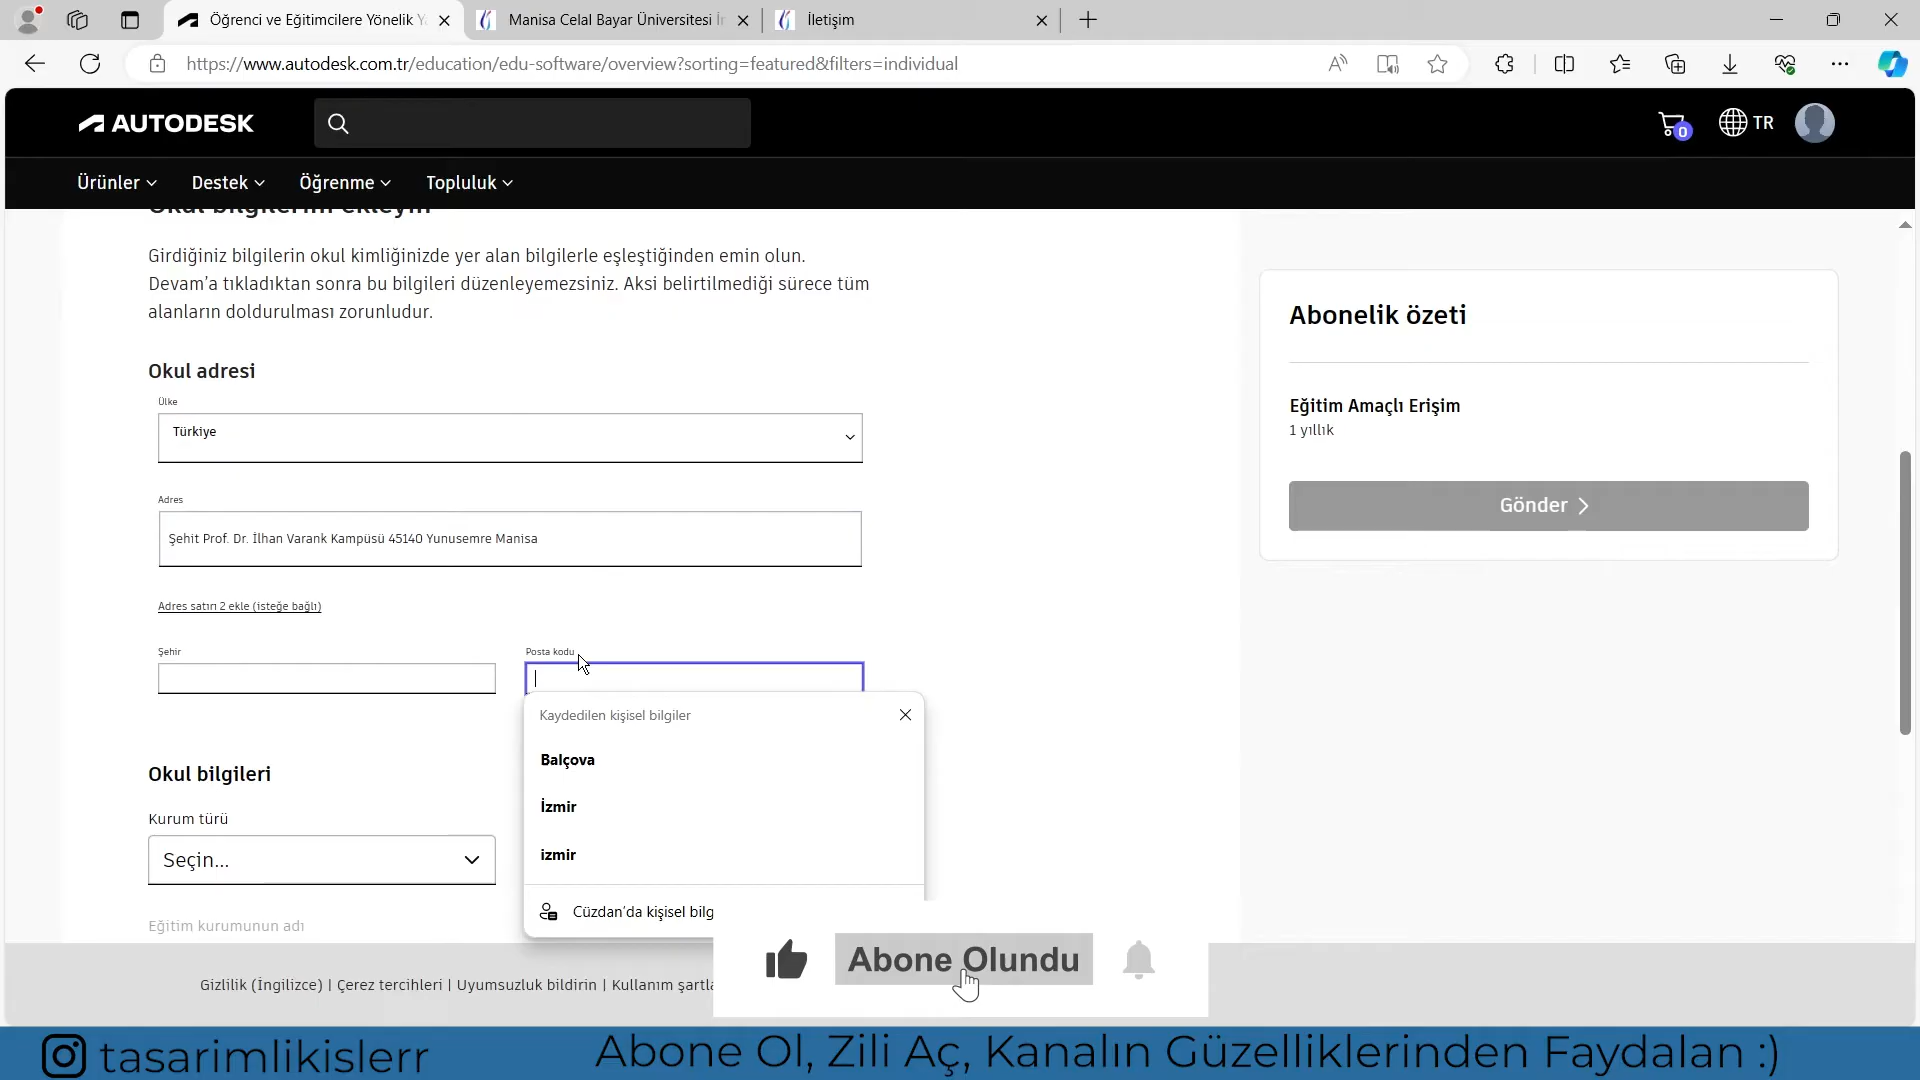 Öğrenci ve Eğitimcilere Yönelik Y
Manisa Celal Bayar Üniversitesi İr
İletişim
https://www.autodesk.com.tr/education/edu-software/overview?sorting=featured&filters=individual
AUTODESK
0
TR
Ürünler
Destek
Öğrenme
Topluluk
Okul bilgilerini ekleyin
Girdiğiniz bilgilerin okul kimliğinizde yer alan bilgilerle eşleştiğinden emin olun.
Devam’a tıkladıktan sonra bu bilgileri düzenleyemezsiniz. Aksi belirtilmediği sürece tüm
alanların doldurulması zorunludur.
Okul adresi
Ülke
Türkiye
Adres
Şehit Prof. Dr. İlhan Varank Kampüsü 45140 Yunusemre Manisa
Adres satırı 2 ekle (isteğe bağlı)
Şehir
Posta kodu
Kaydedilen kişisel bilgiler
Balçova
İzmir
izmir
Cüzdan’da kişisel bilg
Okul bilgileri
Kurum türü
Seçin...
Eğitim kurumunun adı
Abonelik özeti
Eğitim Amaçlı Erişim
1 yıllık
Gönder
Gizlilik (İngilizce) | Çerez tercihleri | Uyumsuzluk bildirin | Kullanım şartla
Abone Olundu
tasarimlikislerr
Abone Ol, Zili Aç, Kanalın Güzelliklerinden Faydalan :)